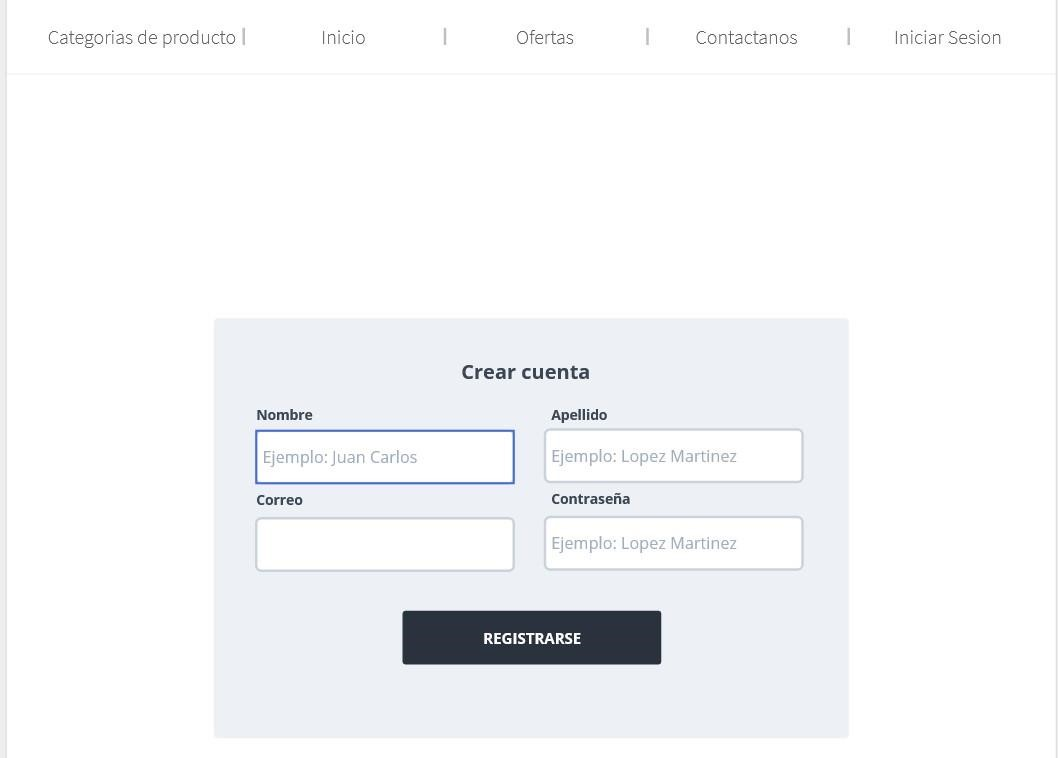 Categorias de producto | Inicio | Ofertas | Contactanos | Iniciar Sesion
Crear cuenta
Nombre Apellido
Ejemplo: Juan Carlos Ejemplo: Lopez Martinez
Correo Contraseña
Ejemplo: Lopez Martinez
REGISTRARSE